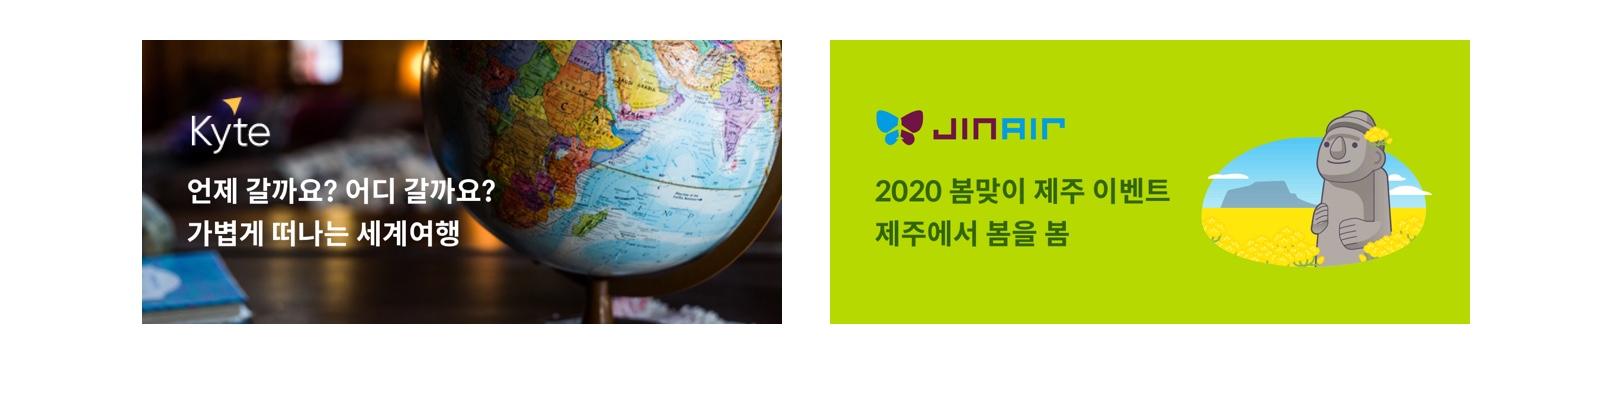 Kyte
언제 갈까요? 어디 갈까요?
가볍게 떠나는 세계여행
JINAIR
2020 봄맞이 제주 이벤트
제주에서 봄을 봄